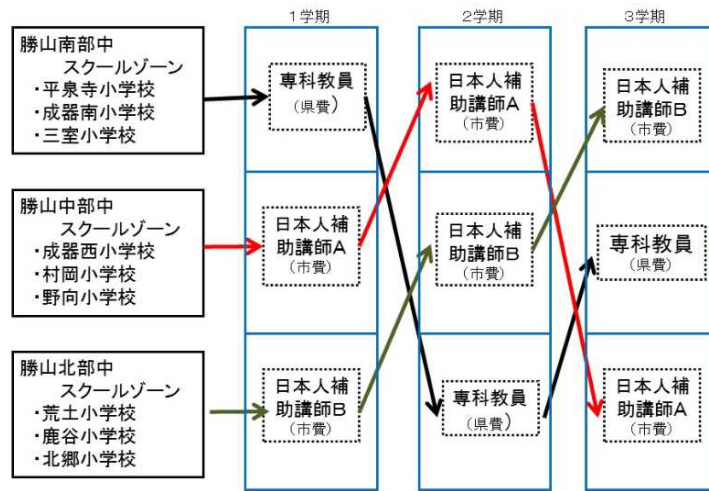 1学期
2学期
3学期
勝山南部中
スクールゾーン
・平泉寺小学校
・成器南小学校
・三室小学校
専科教員
(県費)
日本人補
助講師A
(市費)
日本人補
助講師B
(市費)
勝山中部中
スクールゾーン
・成器西小学校
・村岡小学校
・野向小学校
日本人補
助講師A
(市費)
日本人補
助講師B
(市費)
専科教員
(県費)
勝山北部中
スクールゾーン
・荒土小学校
・鹿谷小学校
・北郷小学校
日本人補
助講師B
(市費)
専科教員
(県費)
日本人補
助講師A
(市費)